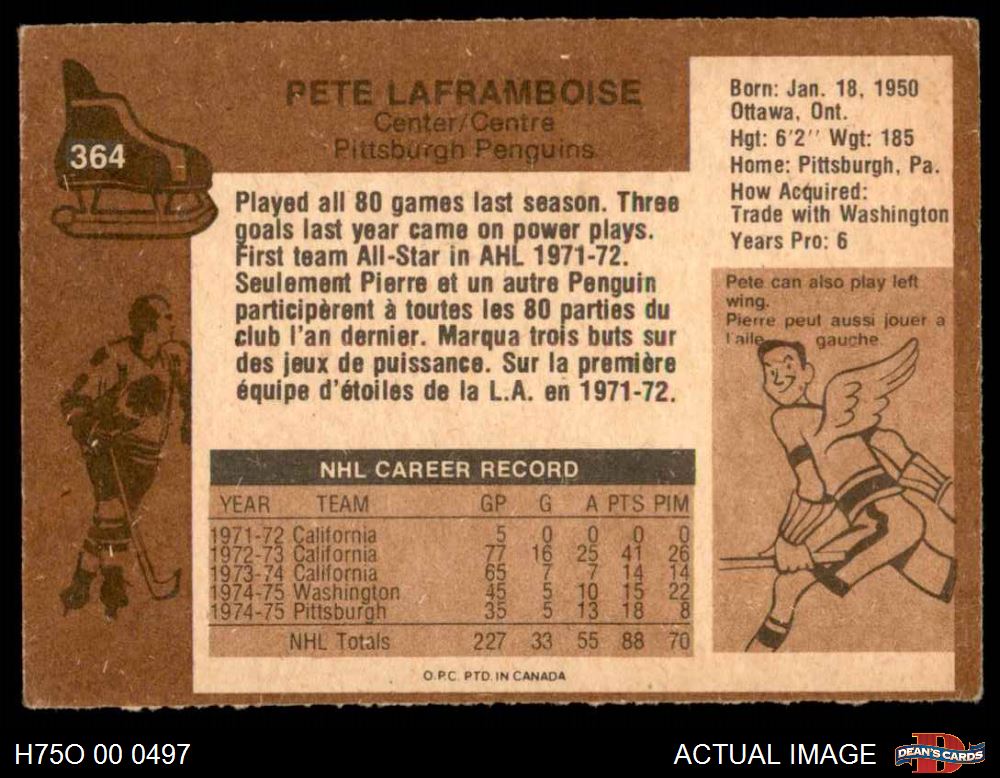 364
PETE LAFRAMBOISE
Center/Centre
Pittsburgh Penguins
Born: Jan. 18, 1950
Ottawa, Ont.
Hgt: 6'2'' Wgt: 185
Home: Pittsburgh, Pa.
How Acquired:
Trade with Washington
Years Pro: 6
Played all 80 games last season. Three
goals last year came on power plays.
First team All-Star in AHL 1971-72.
Seulement Pierre et un autre Penguin
participèrent à toutes les 80 parties du
club l'an dernier. Marqua trois buts sur
des jeux de puissance. Sur la première
équipe d'étoiles de la L.A. en 1971-72.
Pete can also play left
wing.
Pierre peut aussi jouer a
l'aile gauche.
NHL CAREER RECORD
YEAR TEAM GP G A PTS PIM
1971-72 California 5 0 0 0 0
1972-73 California 77 16 25 41 26
1973-74 California 65 7 7 14 14
1974-75 Washington 45 5 10 15 22
1974-75 Pittsburgh 35 5 13 18 8
NHL Totals 227 33 55 88 70
O.P.C. PTD. IN CANADA
H75O 00 0497
ACTUAL IMAGE
D
DEAN'S CARDS